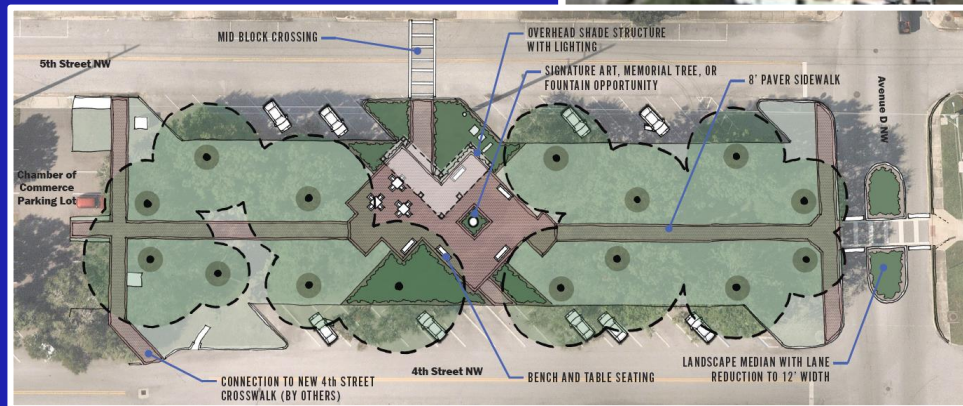 MID BLOCK CROSSING
OVERHEAD SHADE STRUCTURE
WITH LIGHTING
5th Street NW
SIGNATURE ART, MEMORIAL TREE, OR
FOUNTAIN OPPORTUNITY
8' PAVER SIDEWALK
Avenue D NW
Chamber of
Commerce
Parking Lot
4th Street NW
CONNECTION TO NEW 4th STREET
CROSSWALK (BY OTHERS)
BENCH AND TABLE SEATING
LANDSCAPE MEDIAN WITH LANE
REDUCTION TO 12' WIDTH